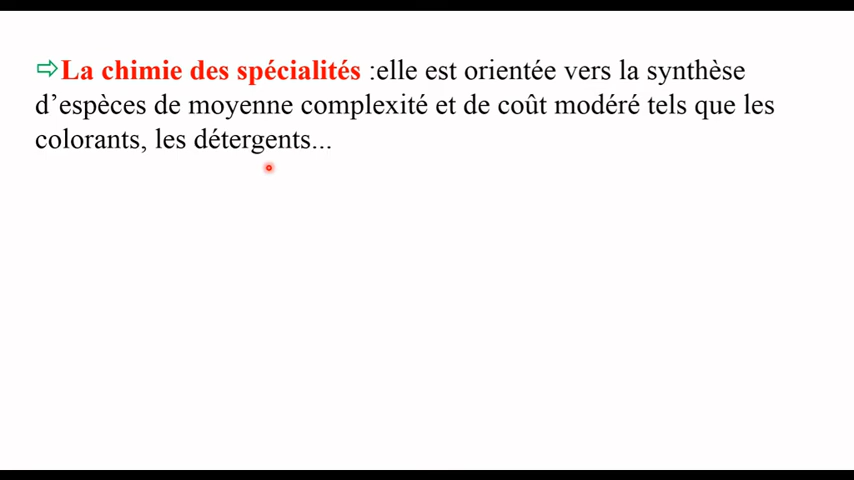 ⇨La chimie des spécialités :elle est orientée vers la synthèse
d’espèces de moyenne complexité et de coût modéré tels que les
colorants, les détergents...